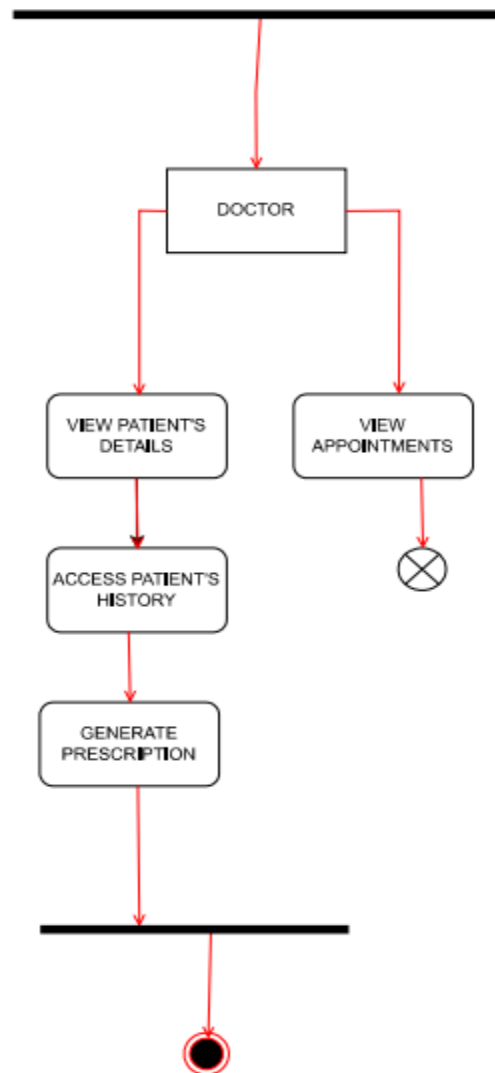 DOCTOR
VIEW PATIENT'S
DETAILS
VIEW
APPOINTMENTS
ACCESS PATIENT'S
HISTORY
GENERATE
PRESCRIPTION